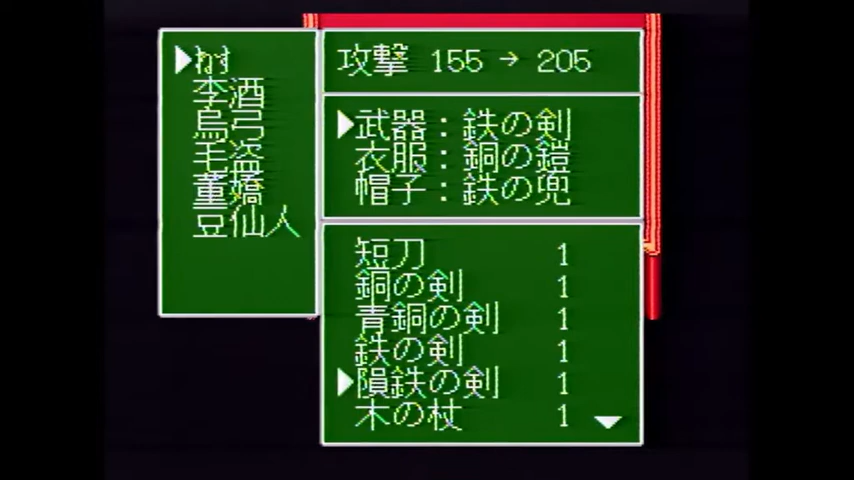 李酒
烏弓
毛盗
董嬌
豆仙人
攻撃 155 → 205
武器：鉄の剣
衣服：銅の鎧
帽子：鉄の兜
短刀 1
銅の剣 1
青銅の剣 1
鉄の剣 1
隕鉄の剣 1
木の杖 1